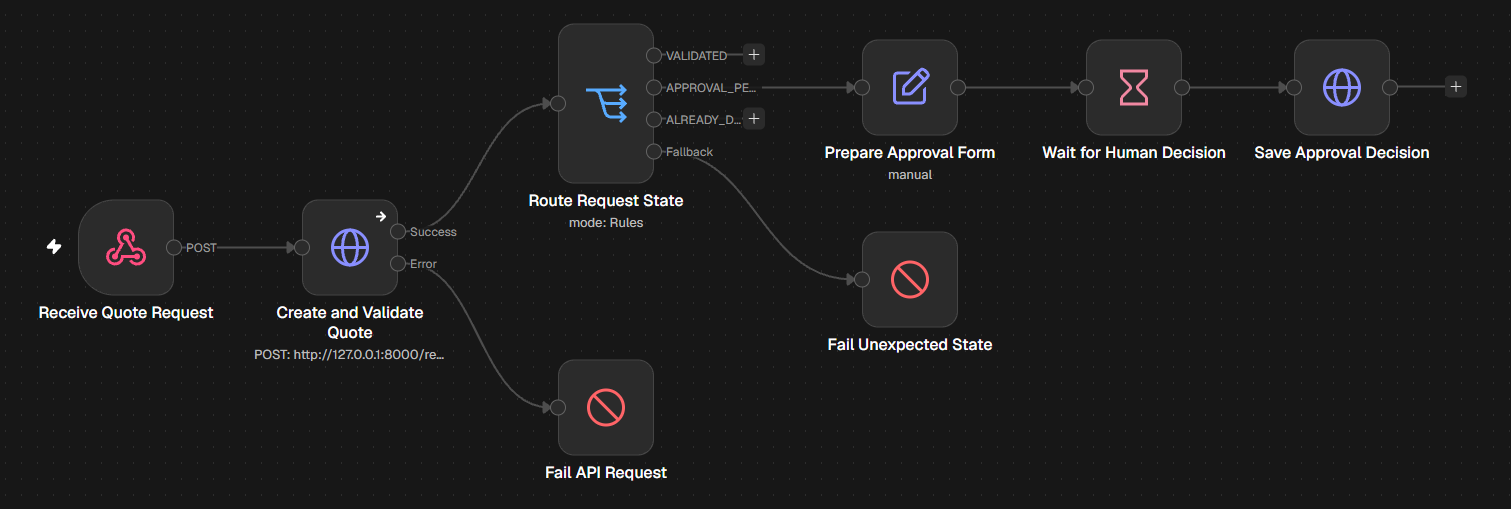 VALIDATED
APPROVAL_PE...
ALREADY_D...
Fallback
Route Request State
mode: Rules
Prepare Approval Form
manual
Wait for Human Decision
Save Approval Decision
POST
Receive Quote Request
Success
Error
Create and Validate
Quote
POST: http://127.0.0.1:8000/re...
Fail Unexpected State
Fail API Request